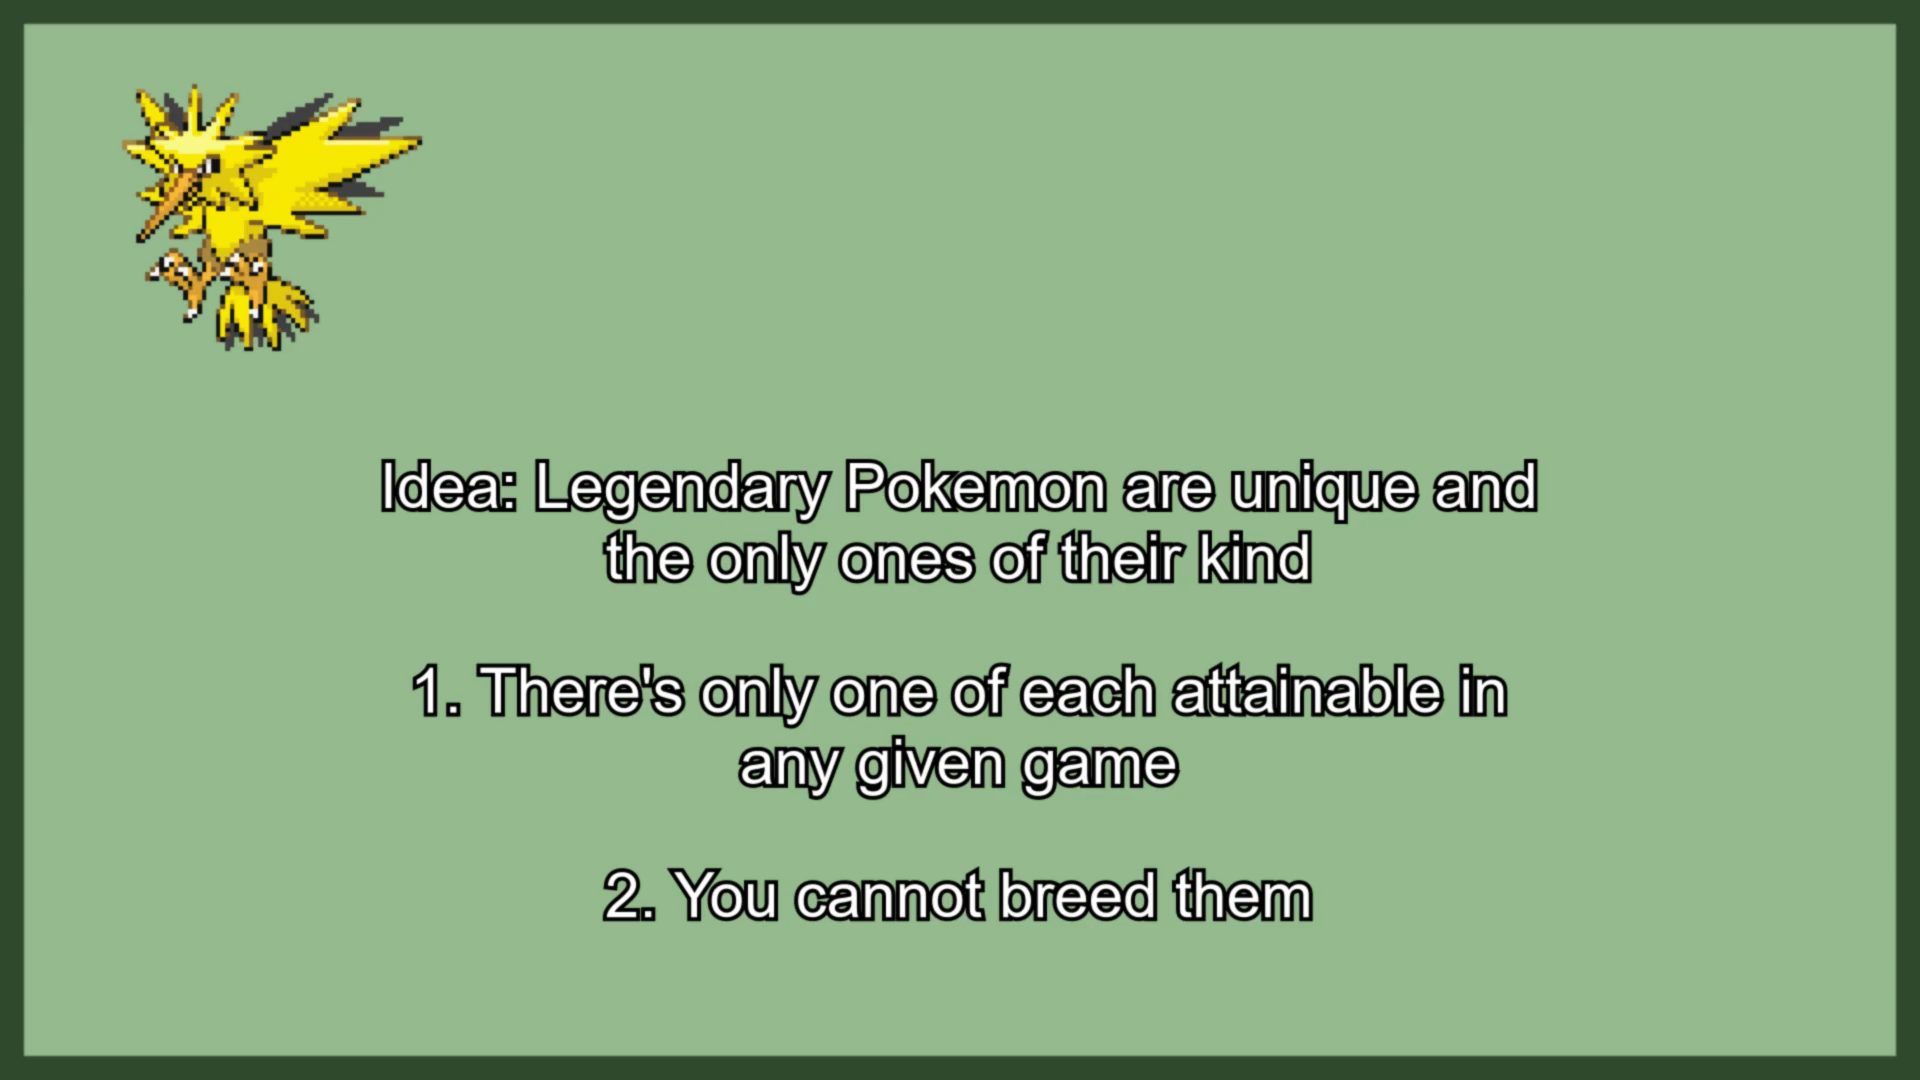 Idea: Legendary Pokemon are unique and
the only ones of their kind
1. There's only one of each attainable in
any given game
2. You cannot breed them